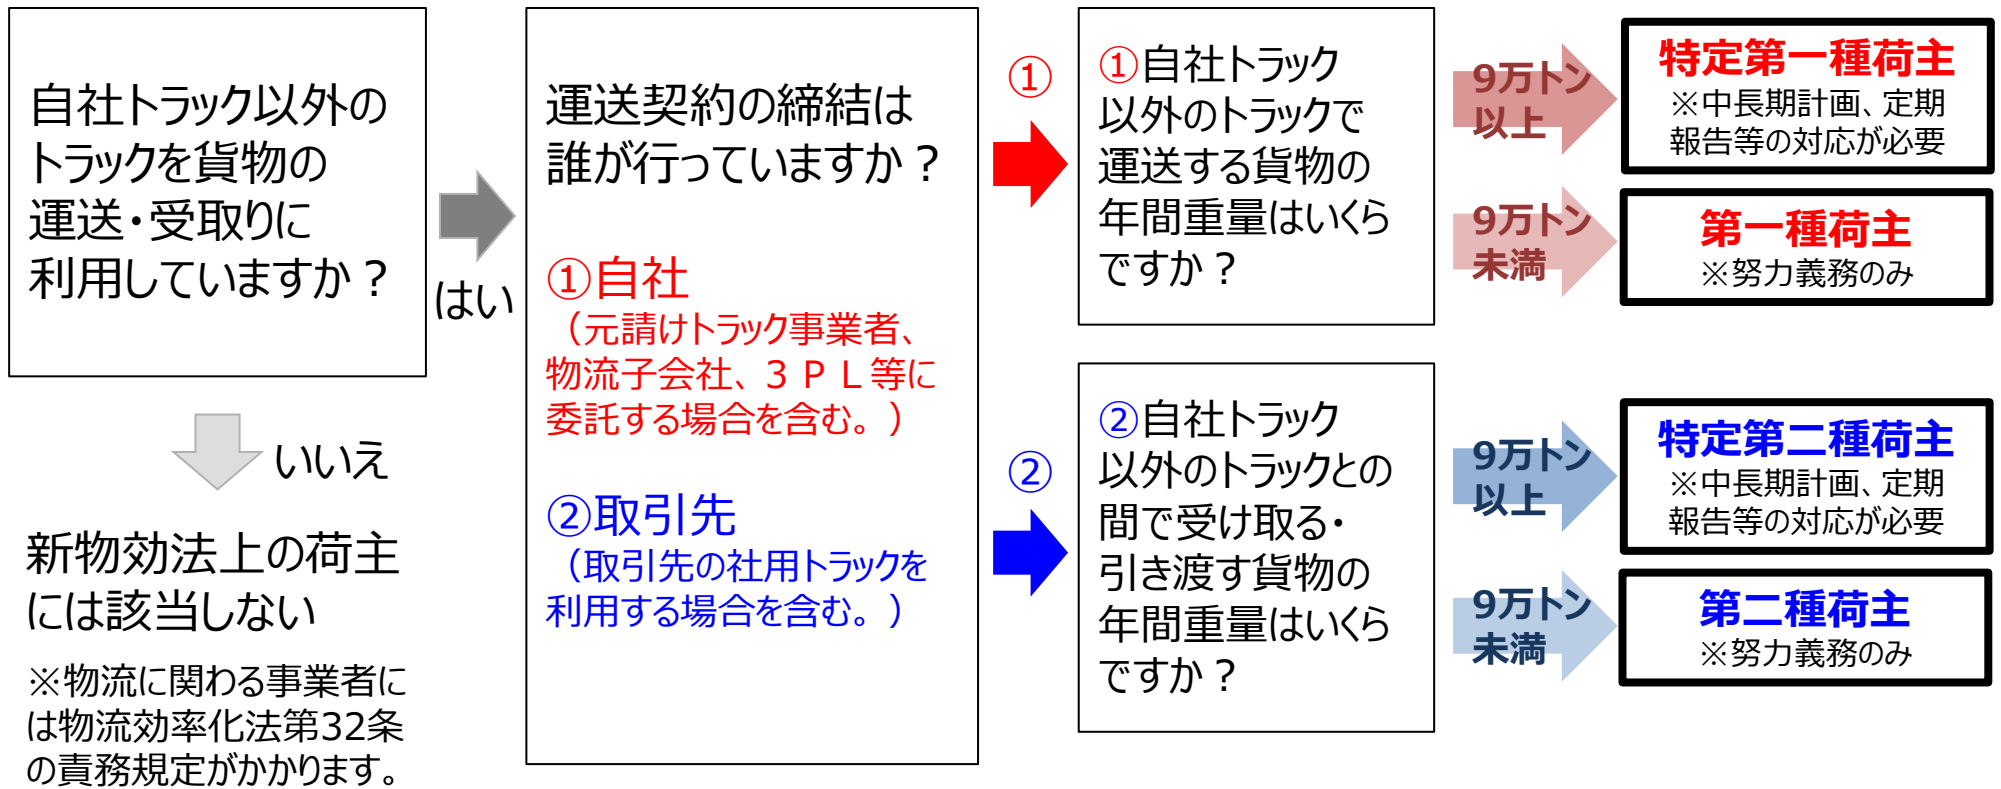 自社トラック以外の
トラックを貨物の
運送・受取りに
利用していますか？
はい
いいえ
新物効法上の荷主
には該当しない
※物流に関わる事業者に
は物流効率化法第32条
の責務規定がかかります。
運送契約の締結は
誰が行っていますか？
①自社
（元請けトラック事業者、
物流子会社、３ＰＬ等に
委託する場合を含む。）
②取引先
（取引先の社用トラックを
利用する場合を含む。）
①
①自社トラック
以外のトラックで
運送する貨物の
年間重量はいくら
ですか？
9万トン
以上
特定第一種荷主
※中長期計画、定期
報告等の対応が必要
9万トン
未満
第一種荷主
※努力義務のみ
②
②自社トラック
以外のトラックとの
間で受け取る・
引き渡す貨物の
年間重量はいくら
ですか？
9万トン
以上
特定第二種荷主
※中長期計画、定期
報告等の対応が必要
9万トン
未満
第二種荷主
※努力義務のみ